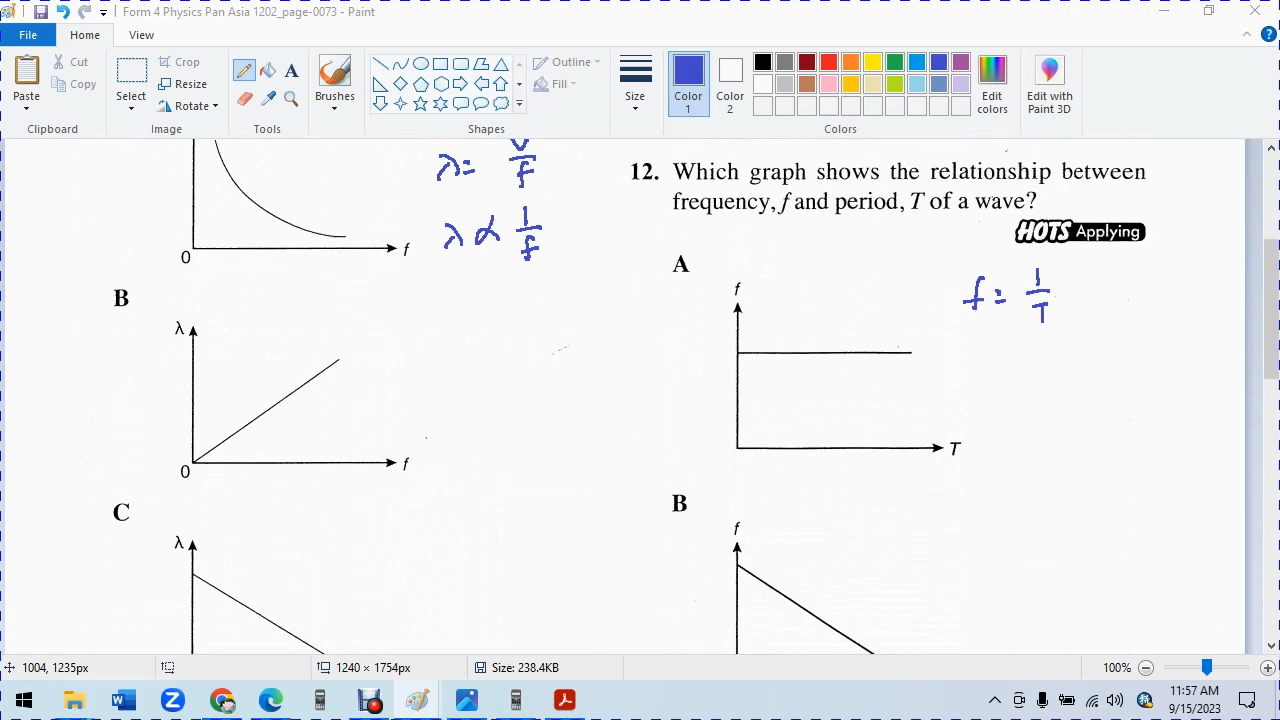 Form 4 Physics Pan Asia 1202_page-0073 - Paint
File Home View
Paste Cut Copy Clipboard
Select Crop Resize Rotate Image
Tools
Brushes
Outline Fill Shapes
Size
Color 1 Color 2 Edit colors Edit with Paint 3D
Colors
λ = v/f
λ ∝ 1/f
0 f
B
λ
0 f
C
λ
12. Which graph shows the relationship between
frequency, f and period, T of a wave?
HOTS Applying
A
f
f = 1/T
T
B
f
1004, 1235px 1240 × 1754px Size: 238.4KB 100%
11:57 AM
9/15/2023